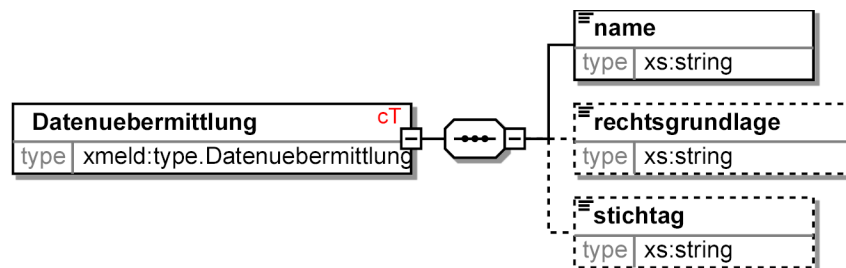 name
type xs:string
Datenuebermittlung cT
type xmeld:type.Datenuebermittlung
rechtsgrundlage
type xs:string
stichtag
type xs:string